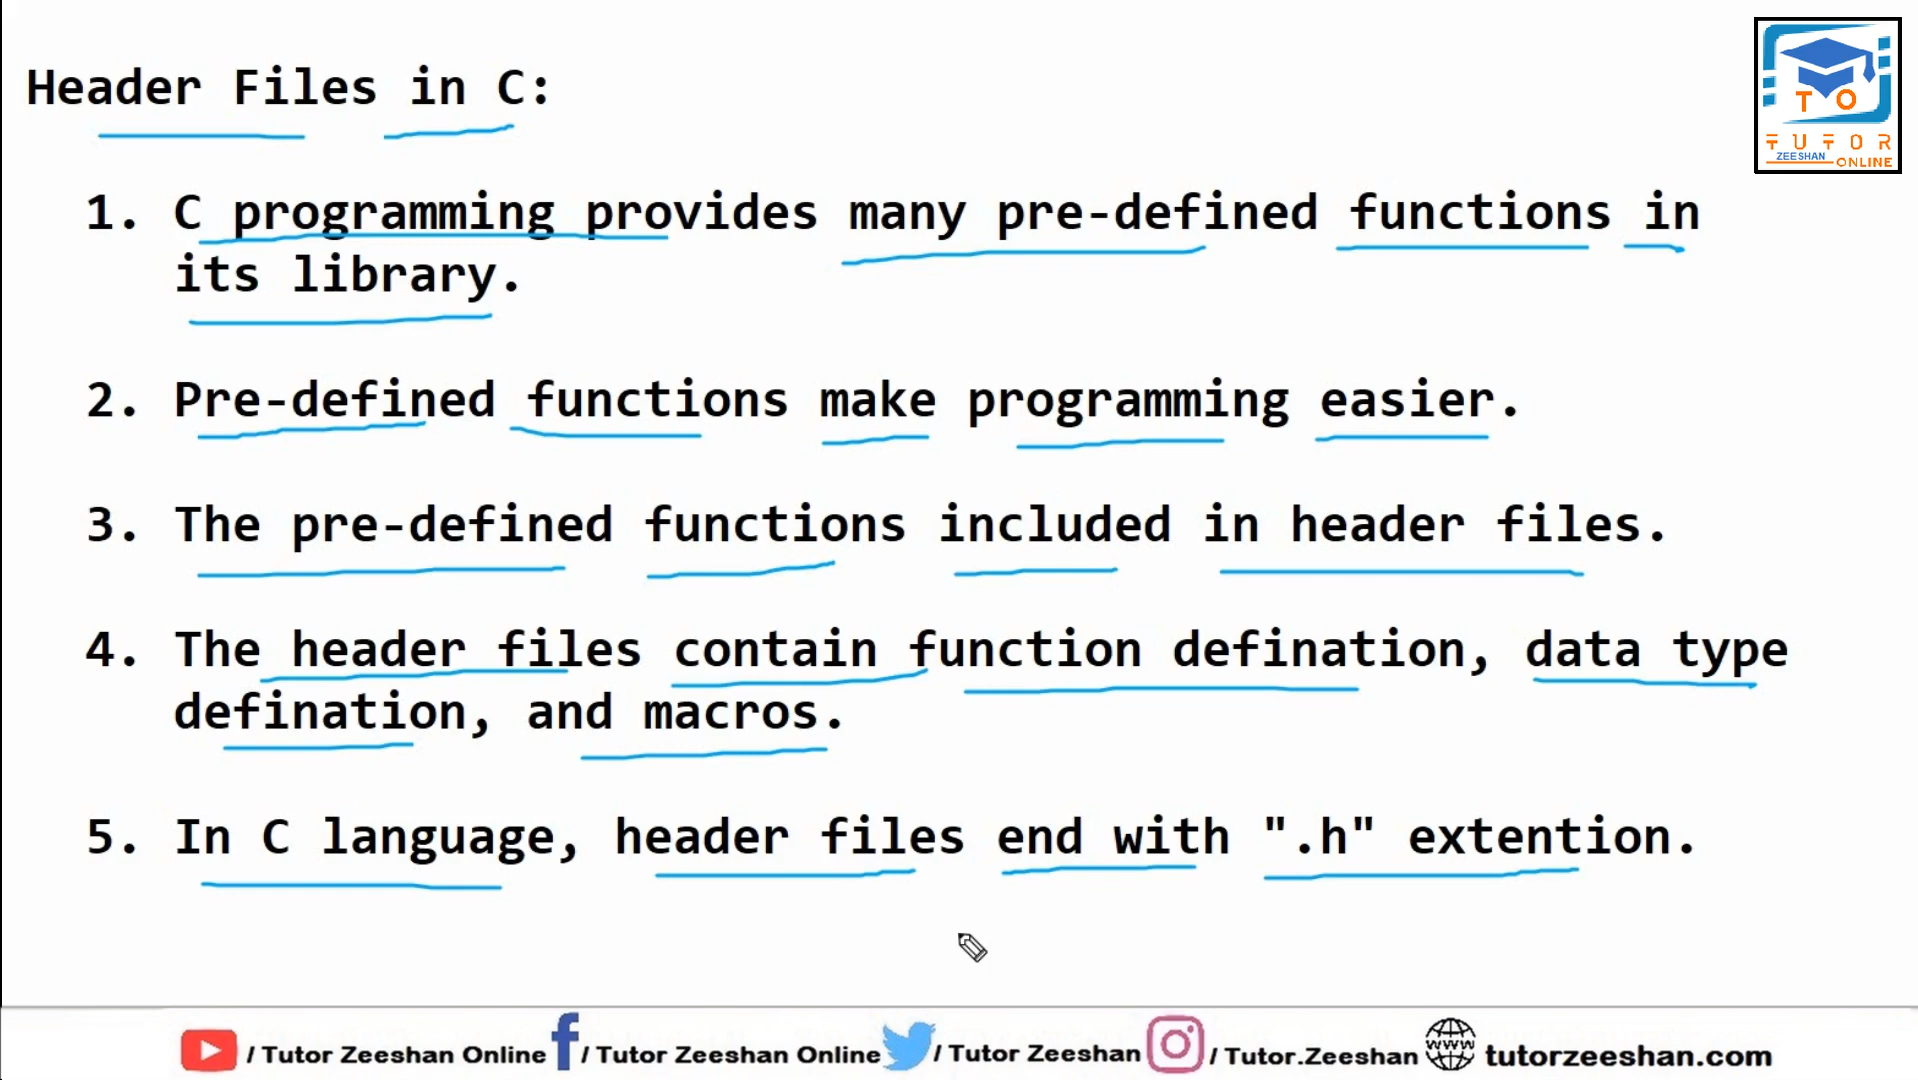 Header Files in C:
1. C programming provides many pre-defined functions in
its library.
2. Pre-defined functions make programming easier.
3. The pre-defined functions included in header files.
4. The header files contain function defination, data type
defination, and macros.
5. In C language, header files end with ".h" extention.
T O
TUTOR
ZEESHAN ONLINE
/ Tutor Zeeshan Online f / Tutor Zeeshan Online / Tutor Zeeshan / Tutor.Zeeshan WWW tutorzeeshan.com